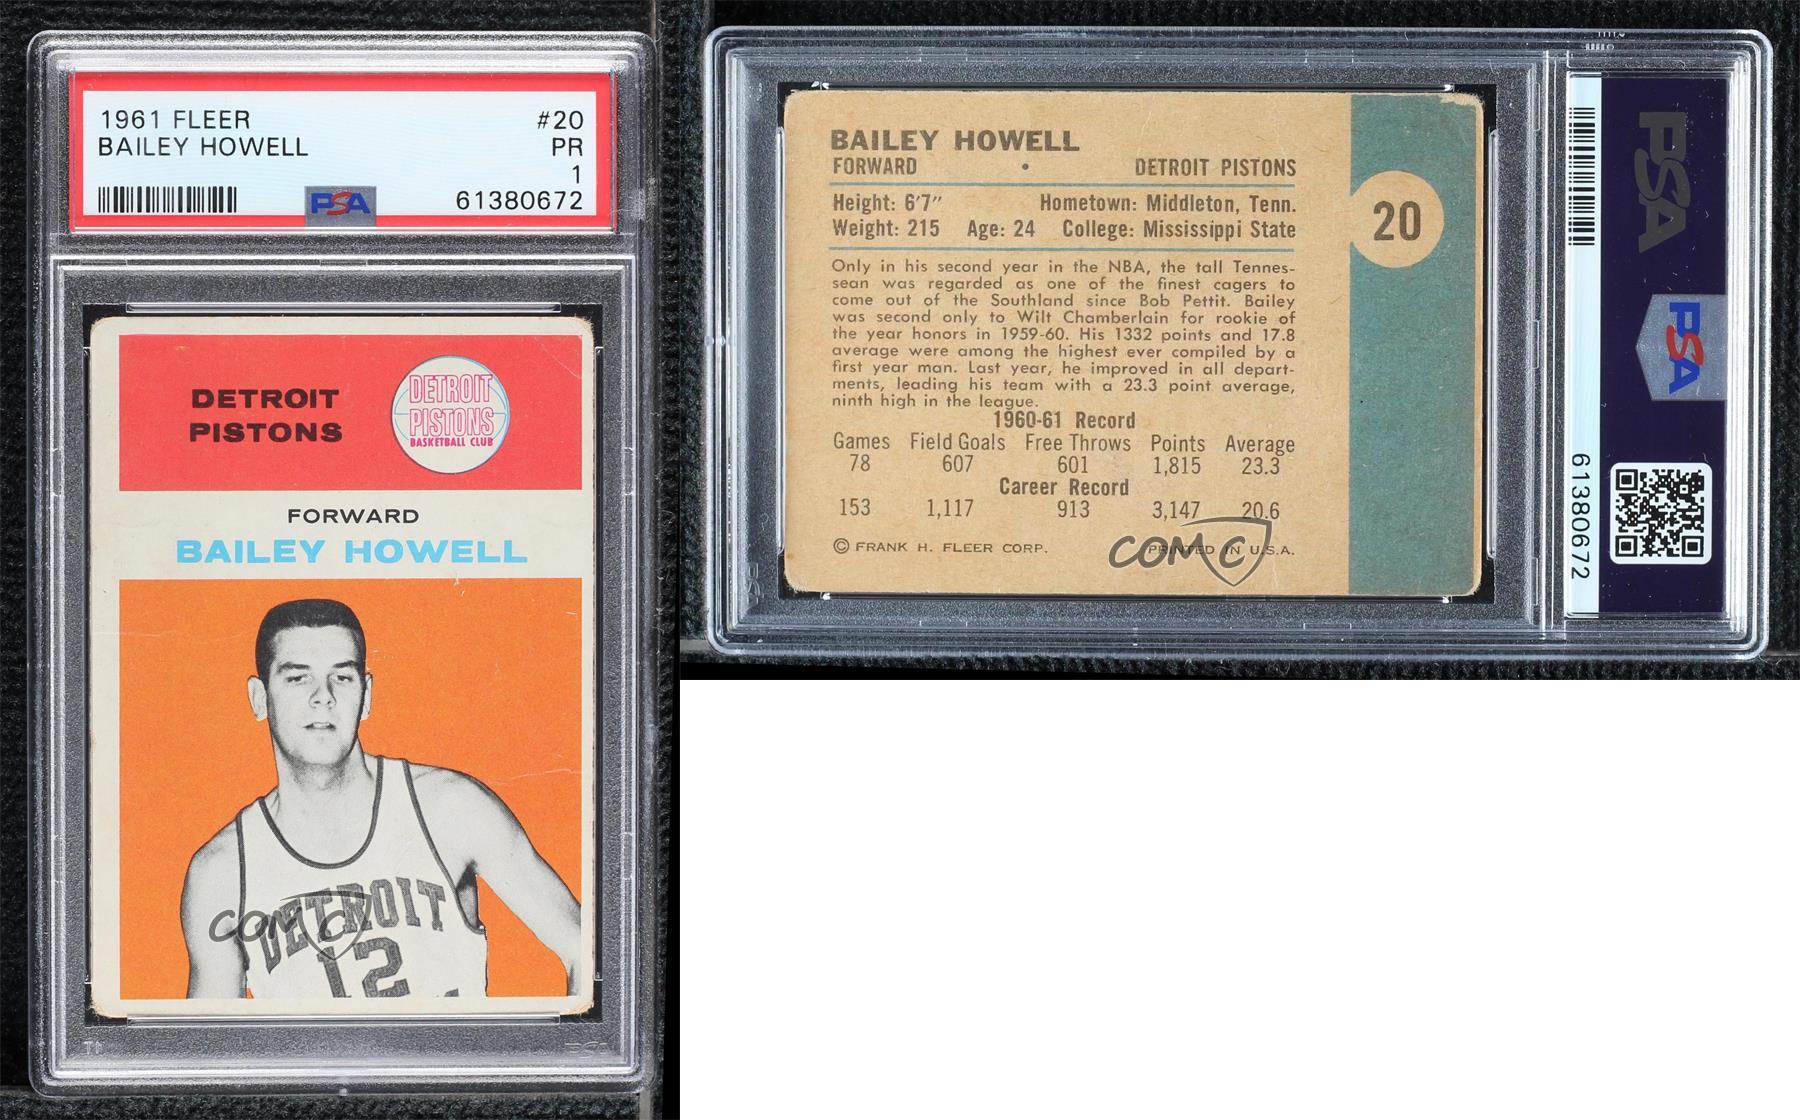 1961 FLEER #20
BAILEY HOWELL PR
1
PSA 61380672
DETROIT
PISTONS
DETROIT
PISTONS
BASKETBALL CLUB
FORWARD
BAILEY HOWELL
DETROIT
12
COMC
BAILEY HOWELL
FORWARD • DETROIT PISTONS
Height: 6'7" Hometown: Middleton, Tenn.
Weight: 215 Age: 24 College: Mississippi State
20
Only in his second year in the NBA, the tall Tennes-
sean was regarded as one of the finest cagers to
come out of the Southland since Bob Pettit. Bailey
was second only to Wilt Chamberlain for rookie of
the year honors in 1959-60. His 1332 points and 17.8
average were among the highest ever compiled by a
first year man. Last year, he improved in all depart-
ments, leading his team with a 23.3 point average,
ninth high in the league.
1960-61 Record
Games Field Goals Free Throws Points Average
78 607 601 1,815 23.3
Career Record
153 1,117 913 3,147 20.6
© FRANK H. FLEER CORP. PRINTED IN U.S.A.
COMC
PSA
PSA
61380672